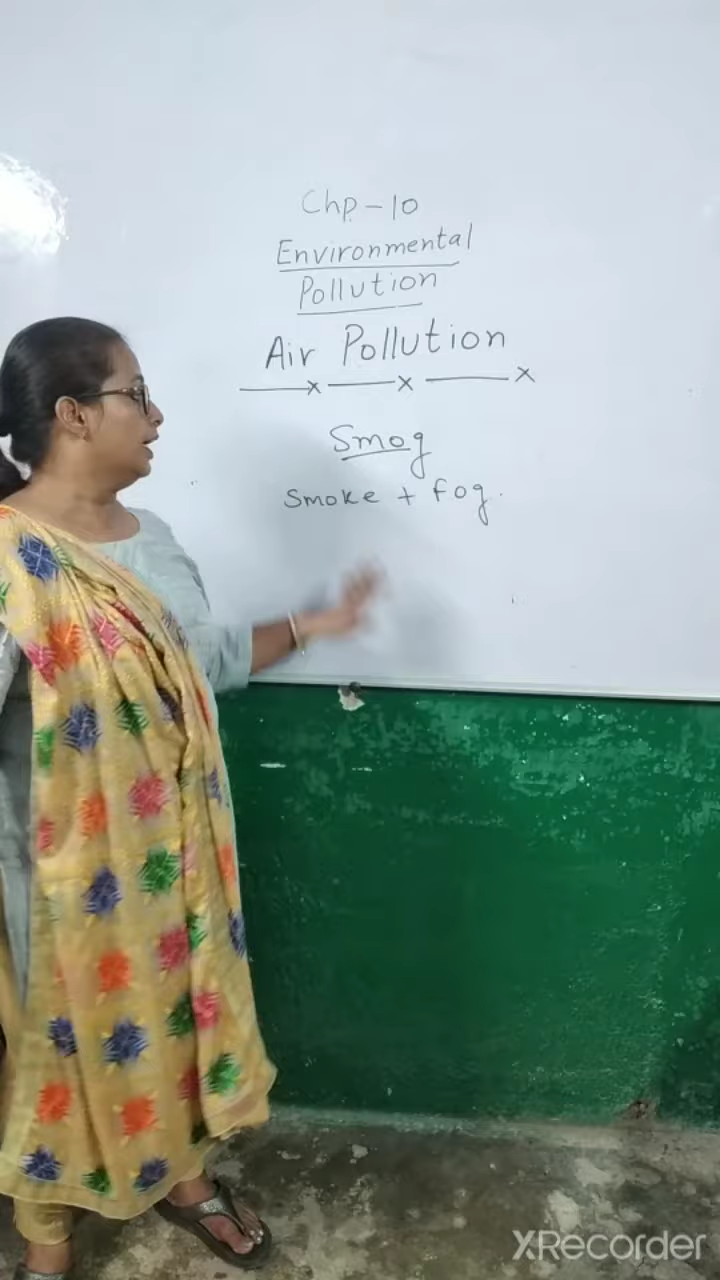 Chp-10
Environmental
Pollution
Air Pollution
Smog
Smoke + fog.
XRecorder